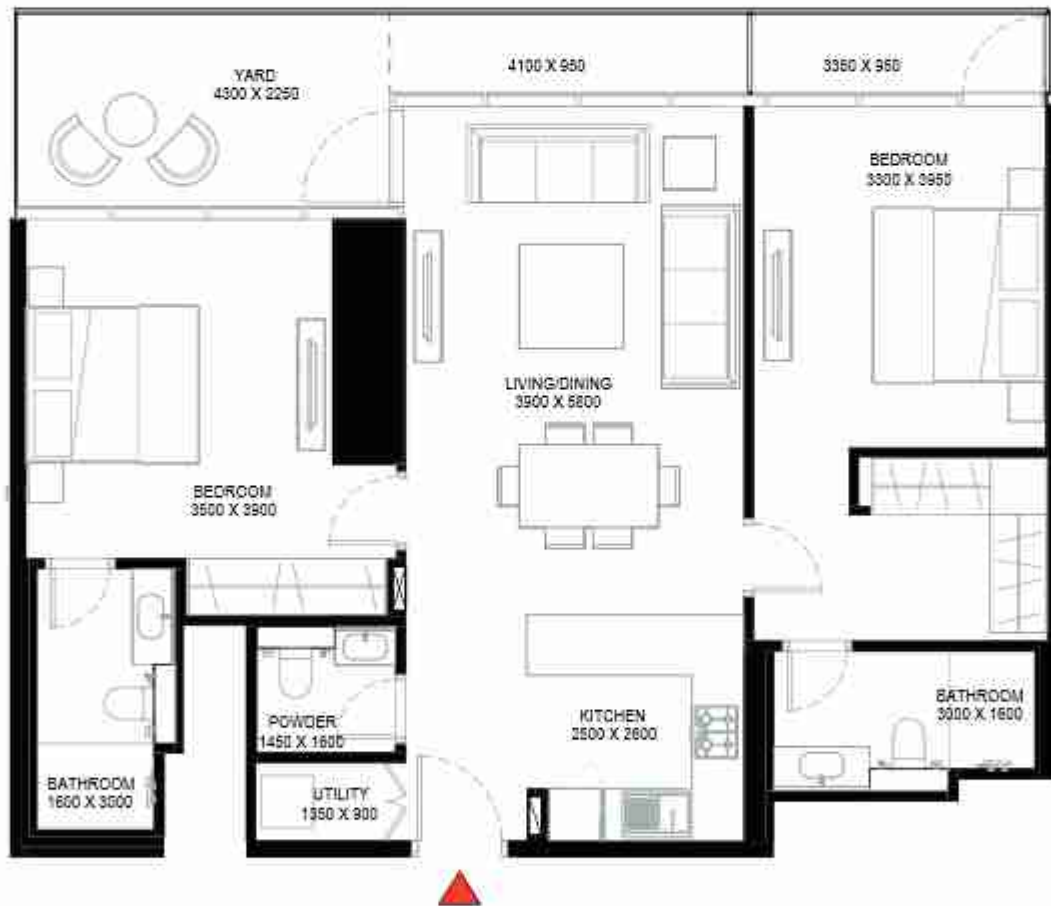 YARD
4300 X 2250
4100 X 950
3350 X 950
BEDROOM
3300 X 3950
LIVING/DINING
3900 X 5800
BEDROOM
3500 X 3900
KITCHEN
2500 X 2600
BATHROOM
3000 X 1600
POWDER
1450 X 1600
BATHROOM
1600 X 3000
UTILITY
1350 X 900